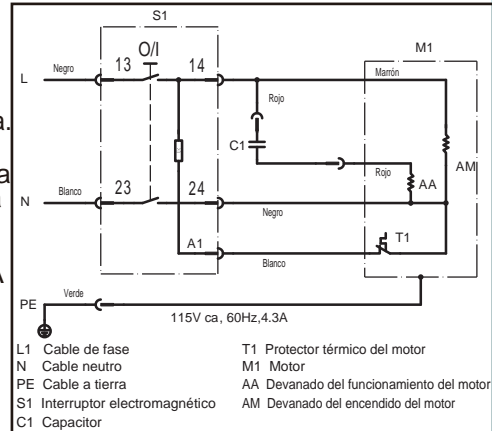 S1
M1
O/I
13
14
L
Negro
Marrón
Rojo
a.
C1
AM
a
Rojo
AA
N
Blanco
23
24
Negro
A1
T1
Blanco
A
PE
Verde
115V ca, 60Hz,4.3A
L1 Cable de fase
N Cable neutro
PE Cable a tierra
S1 Interruptor electromagnético
C1 Capacitor
T1 Protector térmico del motor
M1 Motor
AA Devanado del funcionamiento del motor
AM Devanado del encendido del motor